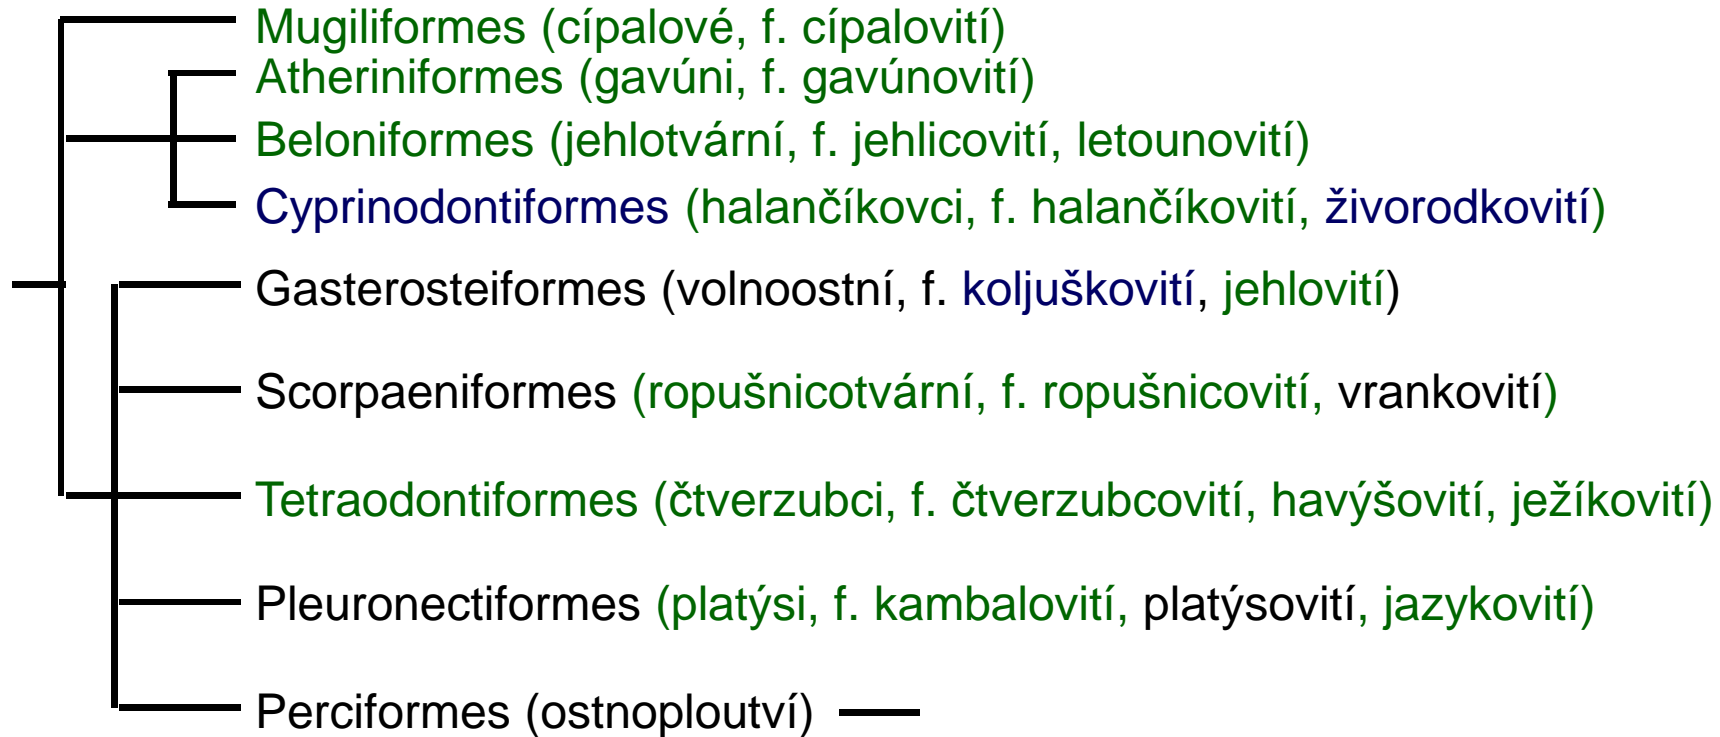 Mugiliformes (cípalové, f. cípalovití)
Atheriniformes (gavúni, f. gavúnovití)
Beloniformes (jehlotvární, f. jehlicovití, letounovití)
Cyprinodontiformes (halančíkovci, f. halančíkovití, živorodkovití)
Gasterosteiformes (volnoostní, f. koljuškovití, jehlovití)
Scorpaeniformes (ropušnicotvární, f. ropušnicovití, vrankovití)
Tetraodontiformes (čtverzubci, f. čtverzubcovití, havýšovití, ježíkovití)
Pleuronectiformes (platýsi, f. kambalovití, platýsovití, jazykovití)
Perciformes (ostnoploutví)